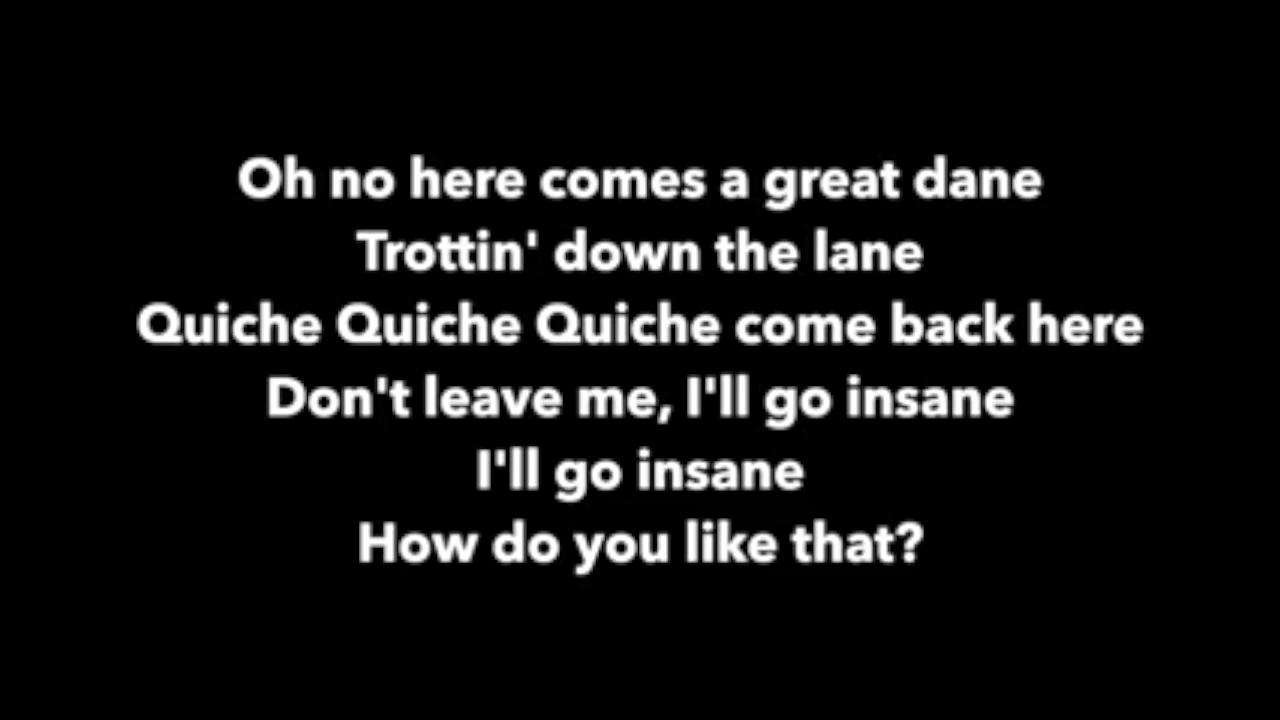 Oh no here comes a great dane
Trottin' down the lane
Quiche Quiche Quiche come back here
Don't leave me, I'll go insane
I'll go insane
How do you like that?